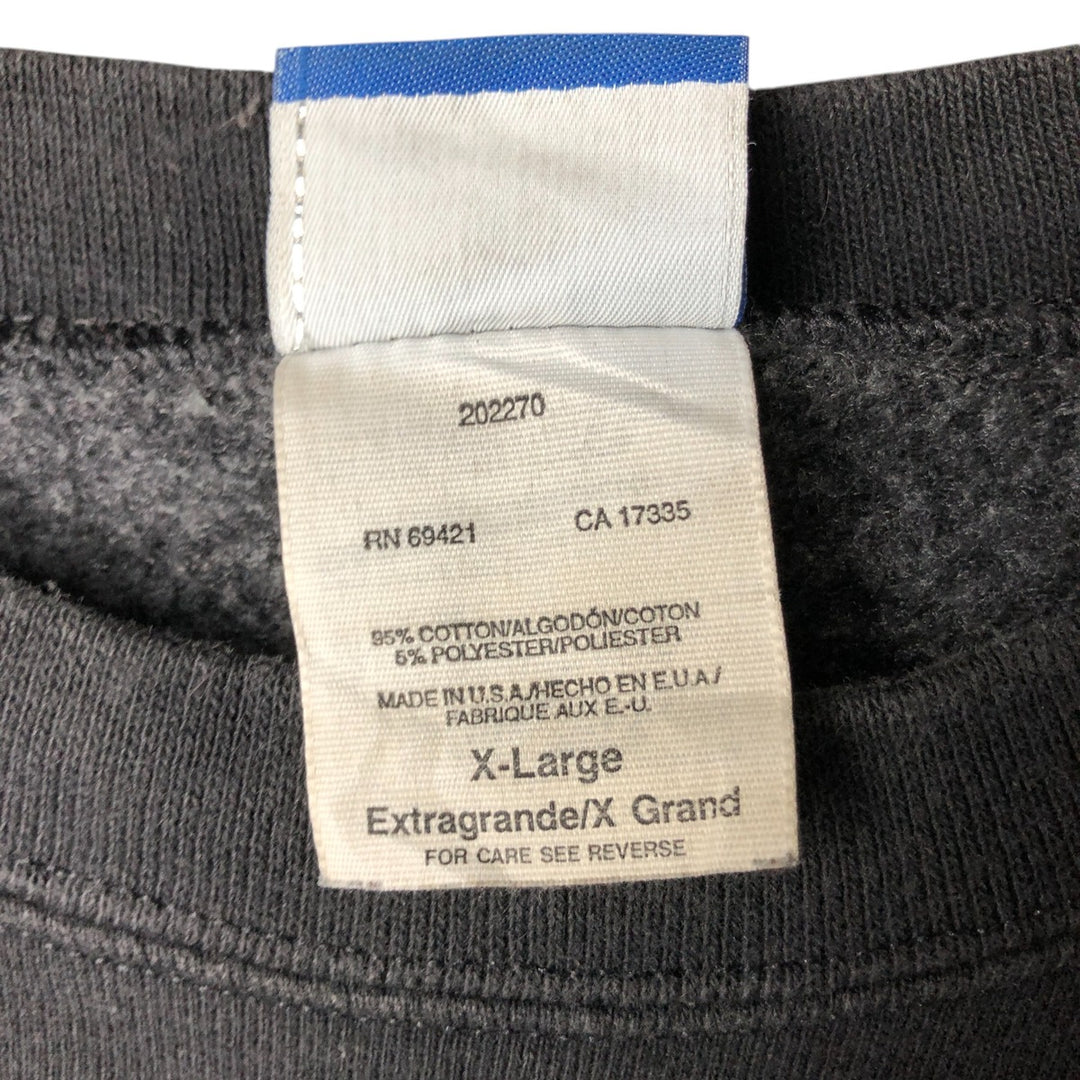 202270
RN 69421 CA 17335
95% COTTON/ALGODÓN/COTON
5% POLYESTER/POLIESTER
MADE IN U.S.A./HECHO EN E.U.A/
FABRIQUE AUX E.-U.
X-Large
Extragrande/X Grand
FOR CARE SEE REVERSE